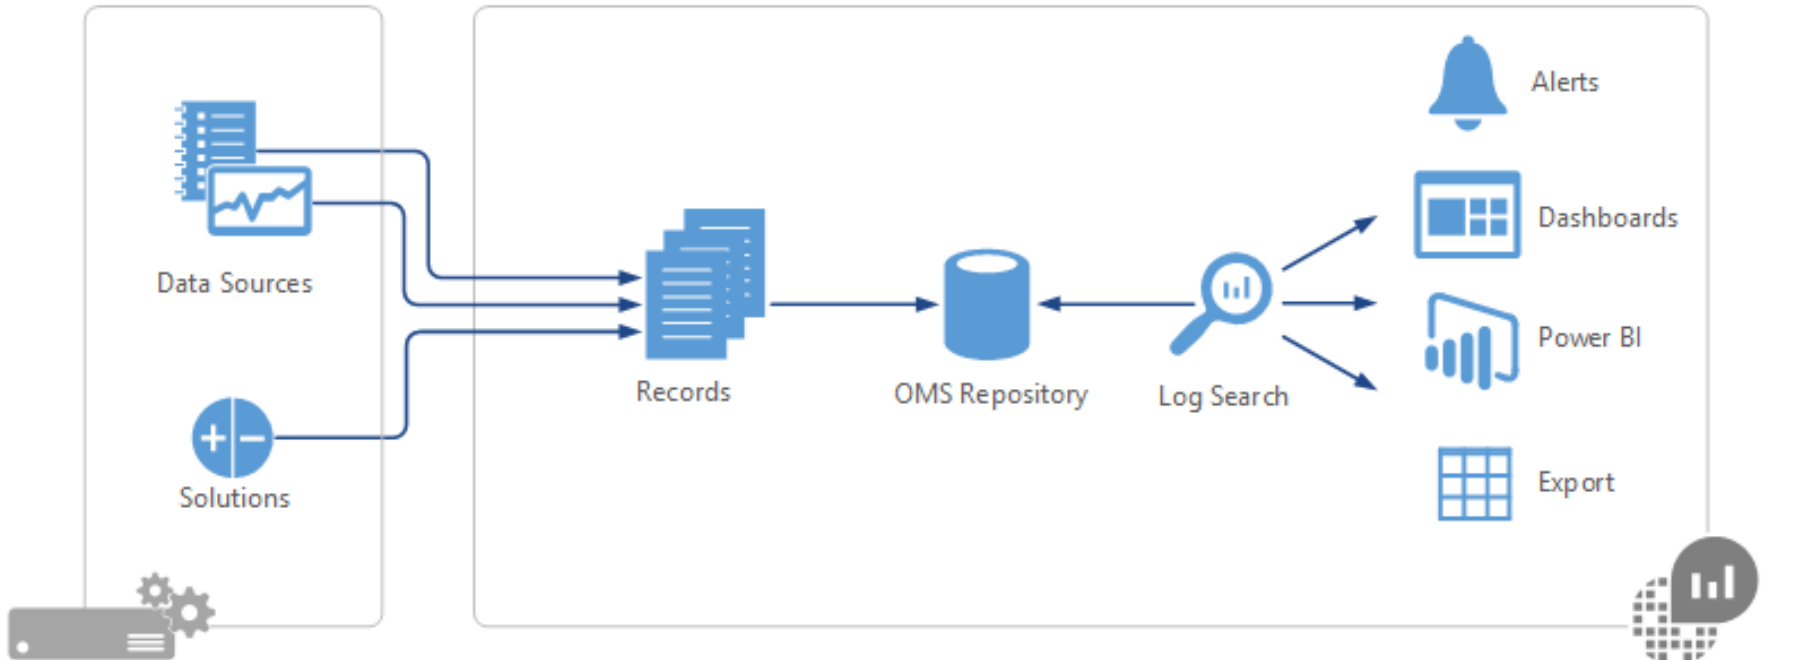 Data Sources
Solutions
Records
OMS Repository
Log Search
Alerts
Dashboards
Power BI
Export